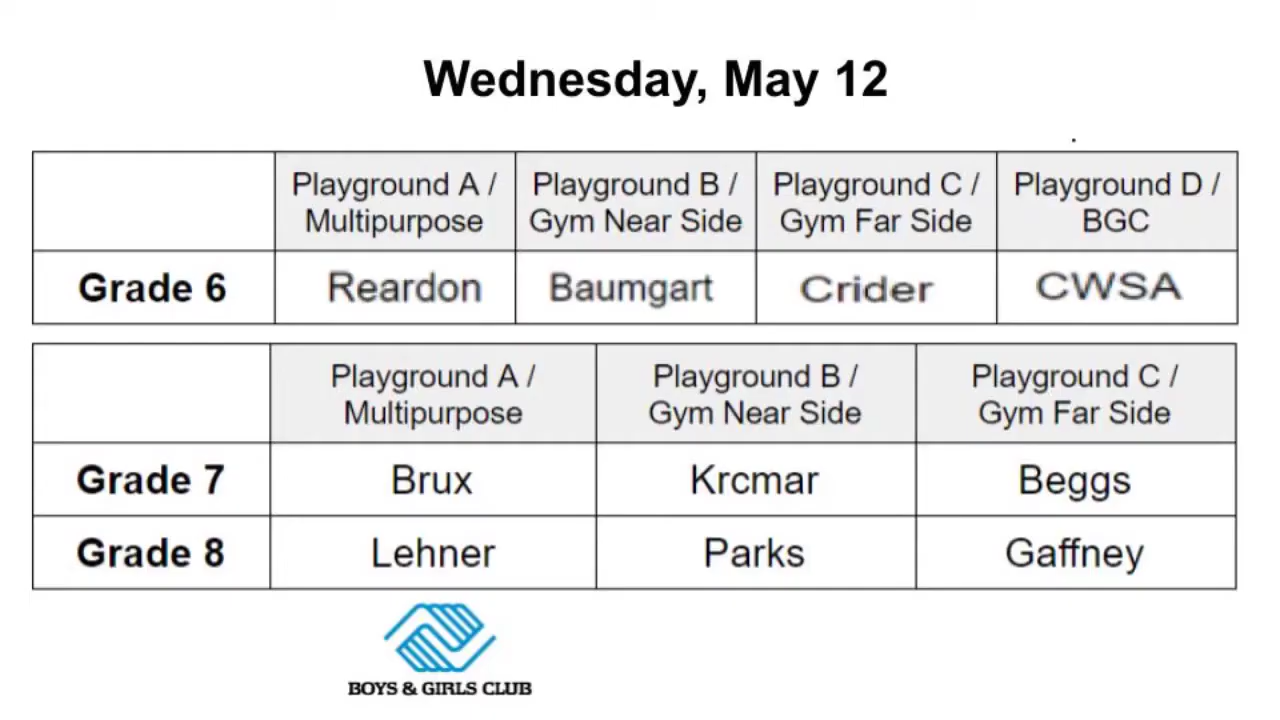 Wednesday, May 12
Playground A / Playground B / Playground C / Playground D /
Multipurpose Gym Near Side Gym Far Side BGC
Grade 6 Reardon Baumgart Crider CWSA
Playground A / Playground B / Playground C /
Multipurpose Gym Near Side Gym Far Side
Grade 7 Brux Krcmar Beggs
Grade 8 Lehner Parks Gaffney
BOYS & GIRLS CLUB